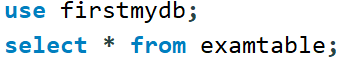 use firstmydb;
select * from examtable;